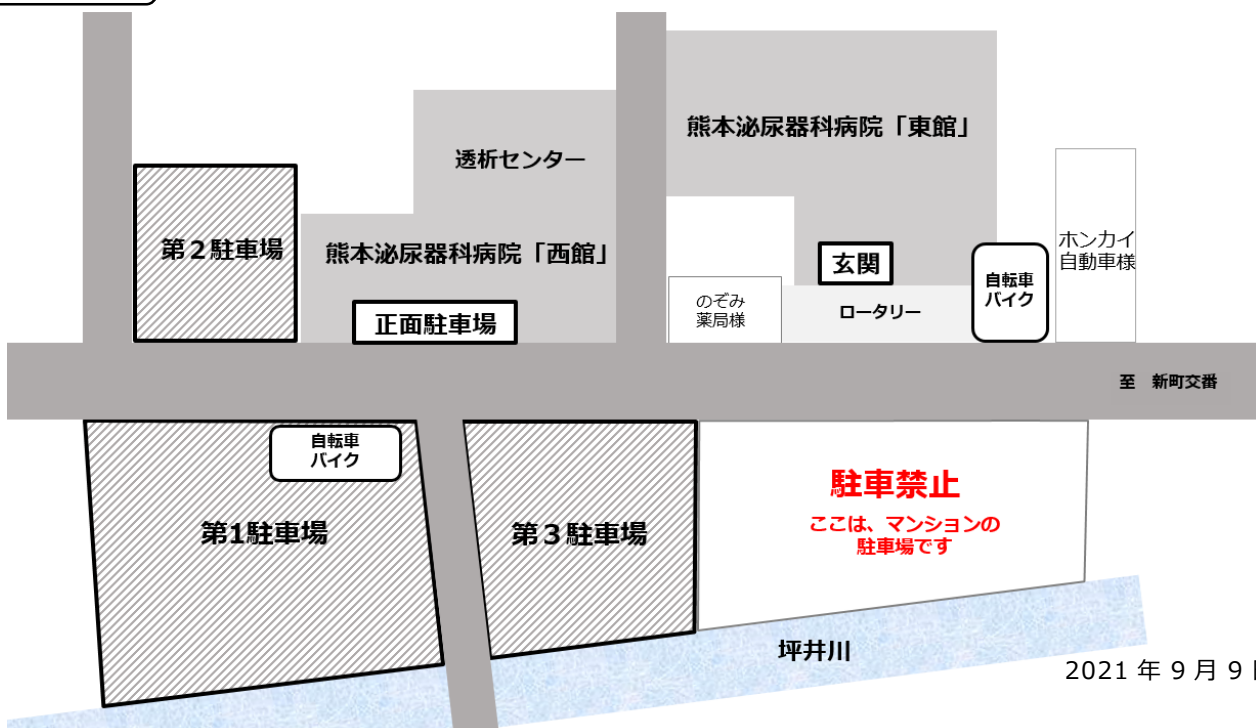 熊本泌尿器科病院「東館」
透析センター
第２駐車場
熊本泌尿器科病院「西館」
ホンカイ
自動車様
玄関
自転車
バイク
のぞみ
薬局様
ロータリー
正面駐車場
至　新町交番
自転車
バイク
第1駐車場
第３駐車場
駐車禁止
ここは、マンションの
駐車場です
坪井川
2021 年 9 月 9